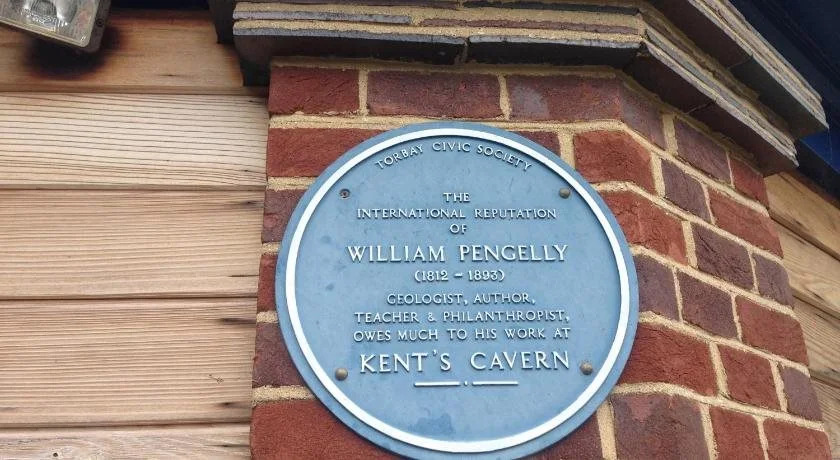 TORBAY CIVIC SOCIETY
THE
INTERNATIONAL REPUTATION
OF
WILLIAM PENGELLY
(1812 - 1893)
GEOLOGIST, AUTHOR,
TEACHER & PHILANTHROPIST,
OWES MUCH TO HIS WORK AT
KENT'S CAVERN